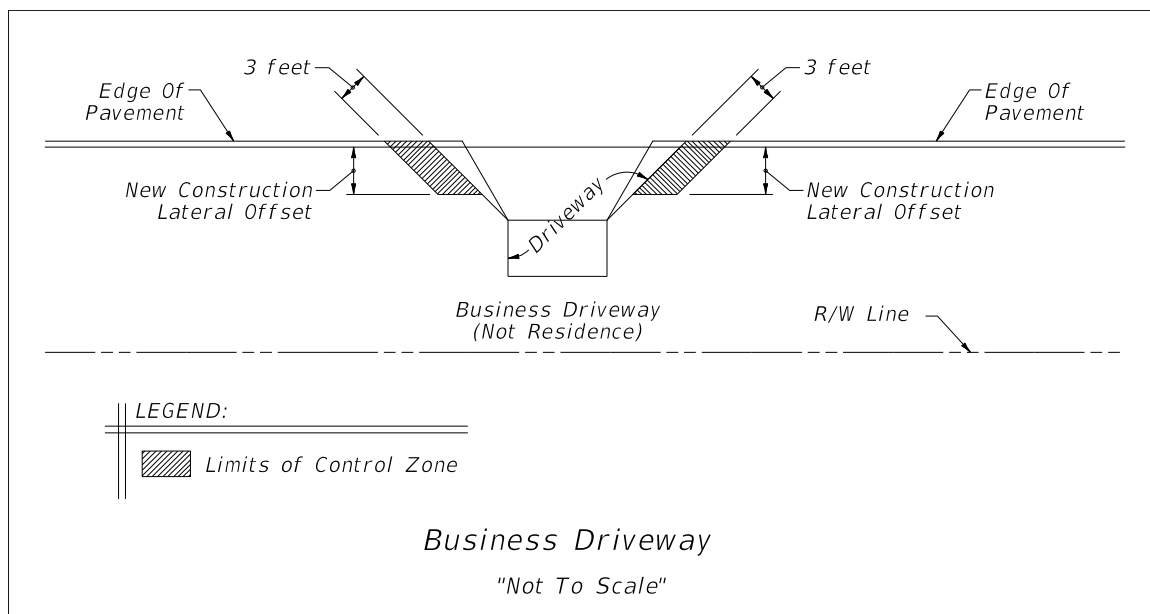 3 feet
3 feet
Edge Of
Pavement
Edge Of
Pavement
New Construction
Lateral Offset
Driveway
New Construction
Lateral Offset
Business Driveway
(Not Residence)
R/W Line
LEGEND:
Limits of Control Zone
Business Driveway
"Not To Scale"